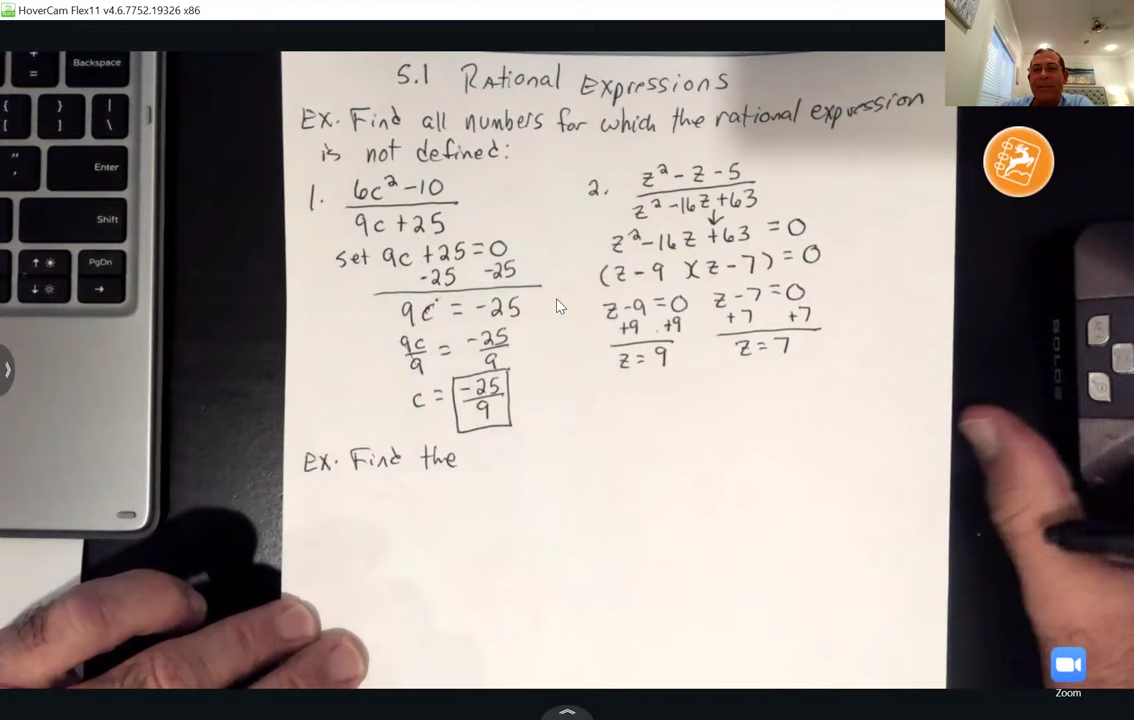 HoverCam Flex11 v4.6.7752.19326 x86
5.1 Rational Expressions
Ex. Find all numbers for which the rational expression
is not defined:
1. 6c²-10
9c+25
set 9c+25=0
-25 -25
9c = -25
9c/9 = -25/9
c = -25/9
2. z²-z-5
z²-16z+63
z²-16z+63 = 0
(z-9)(z-7) = 0
z-9=0 z-7=0
+9 +9 +7 +7
z=9 z=7
Ex. Find the
+
=
Backspace
{
[
}
]
|
\
"
'
Enter
Shift
PgDn
Zoom